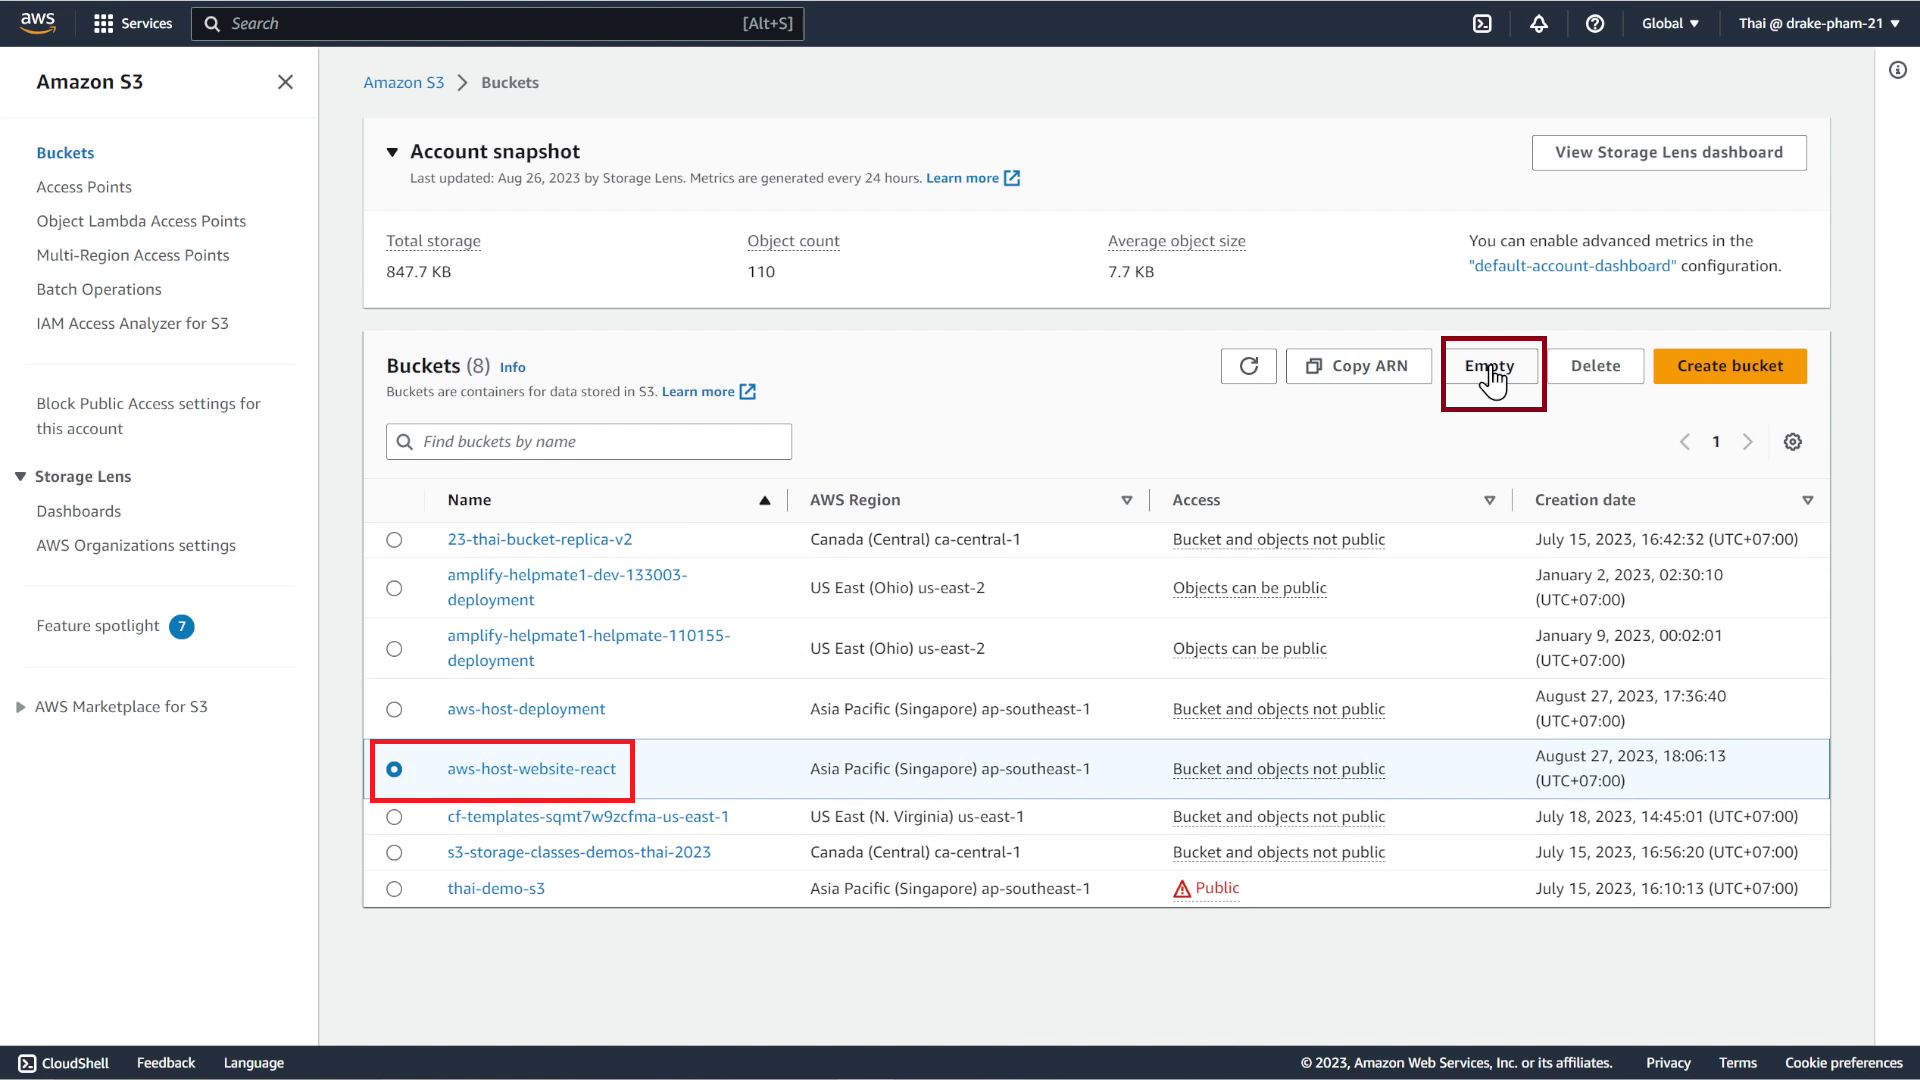 aws
Services
Search
[Alt+S]
Global
Thai @ drake-pham-21
Amazon S3
Buckets
Access Points
Object Lambda Access Points
Multi-Region Access Points
Batch Operations
IAM Access Analyzer for S3
Block Public Access settings for
this account
Storage Lens
Dashboards
AWS Organizations settings
Feature spotlight 7
AWS Marketplace for S3
Amazon S3 > Buckets
Account snapshot
View Storage Lens dashboard
Last updated: Aug 26, 2023 by Storage Lens. Metrics are generated every 24 hours. Learn more
Total storage
847.7 KB
Object count
110
Average object size
7.7 KB
You can enable advanced metrics in the
"default-account-dashboard" configuration.
Buckets (8) Info
Buckets are containers for data stored in S3. Learn more
Copy ARN
Empty
Delete
Create bucket
Find buckets by name
1
Name AWS Region Access Creation date
23-thai-bucket-replica-v2 Canada (Central) ca-central-1 Bucket and objects not public July 15, 2023, 16:42:32 (UTC+07:00)
amplify-helpmate1-dev-133003-
deployment
US East (Ohio) us-east-2
Objects can be public
January 2, 2023, 02:30:10
(UTC+07:00)
amplify-helpmate1-helpmate-110155-
deployment
US East (Ohio) us-east-2
Objects can be public
January 9, 2023, 00:02:01
(UTC+07:00)
aws-host-deployment
Asia Pacific (Singapore) ap-southeast-1
Bucket and objects not public
August 27, 2023, 17:36:40
(UTC+07:00)
aws-host-website-react
Asia Pacific (Singapore) ap-southeast-1
Bucket and objects not public
August 27, 2023, 18:06:13
(UTC+07:00)
cf-templates-sqmt7w9zcfma-us-east-1 US East (N. Virginia) us-east-1 Bucket and objects not public July 18, 2023, 14:45:01 (UTC+07:00)
s3-storage-classes-demos-thai-2023 Canada (Central) ca-central-1 Bucket and objects not public July 15, 2023, 16:56:20 (UTC+07:00)
thai-demo-s3 Asia Pacific (Singapore) ap-southeast-1 Public July 15, 2023, 16:10:13 (UTC+07:00)
CloudShell
Feedback
Language
© 2023, Amazon Web Services, Inc. or its affiliates.
Privacy
Terms
Cookie preferences